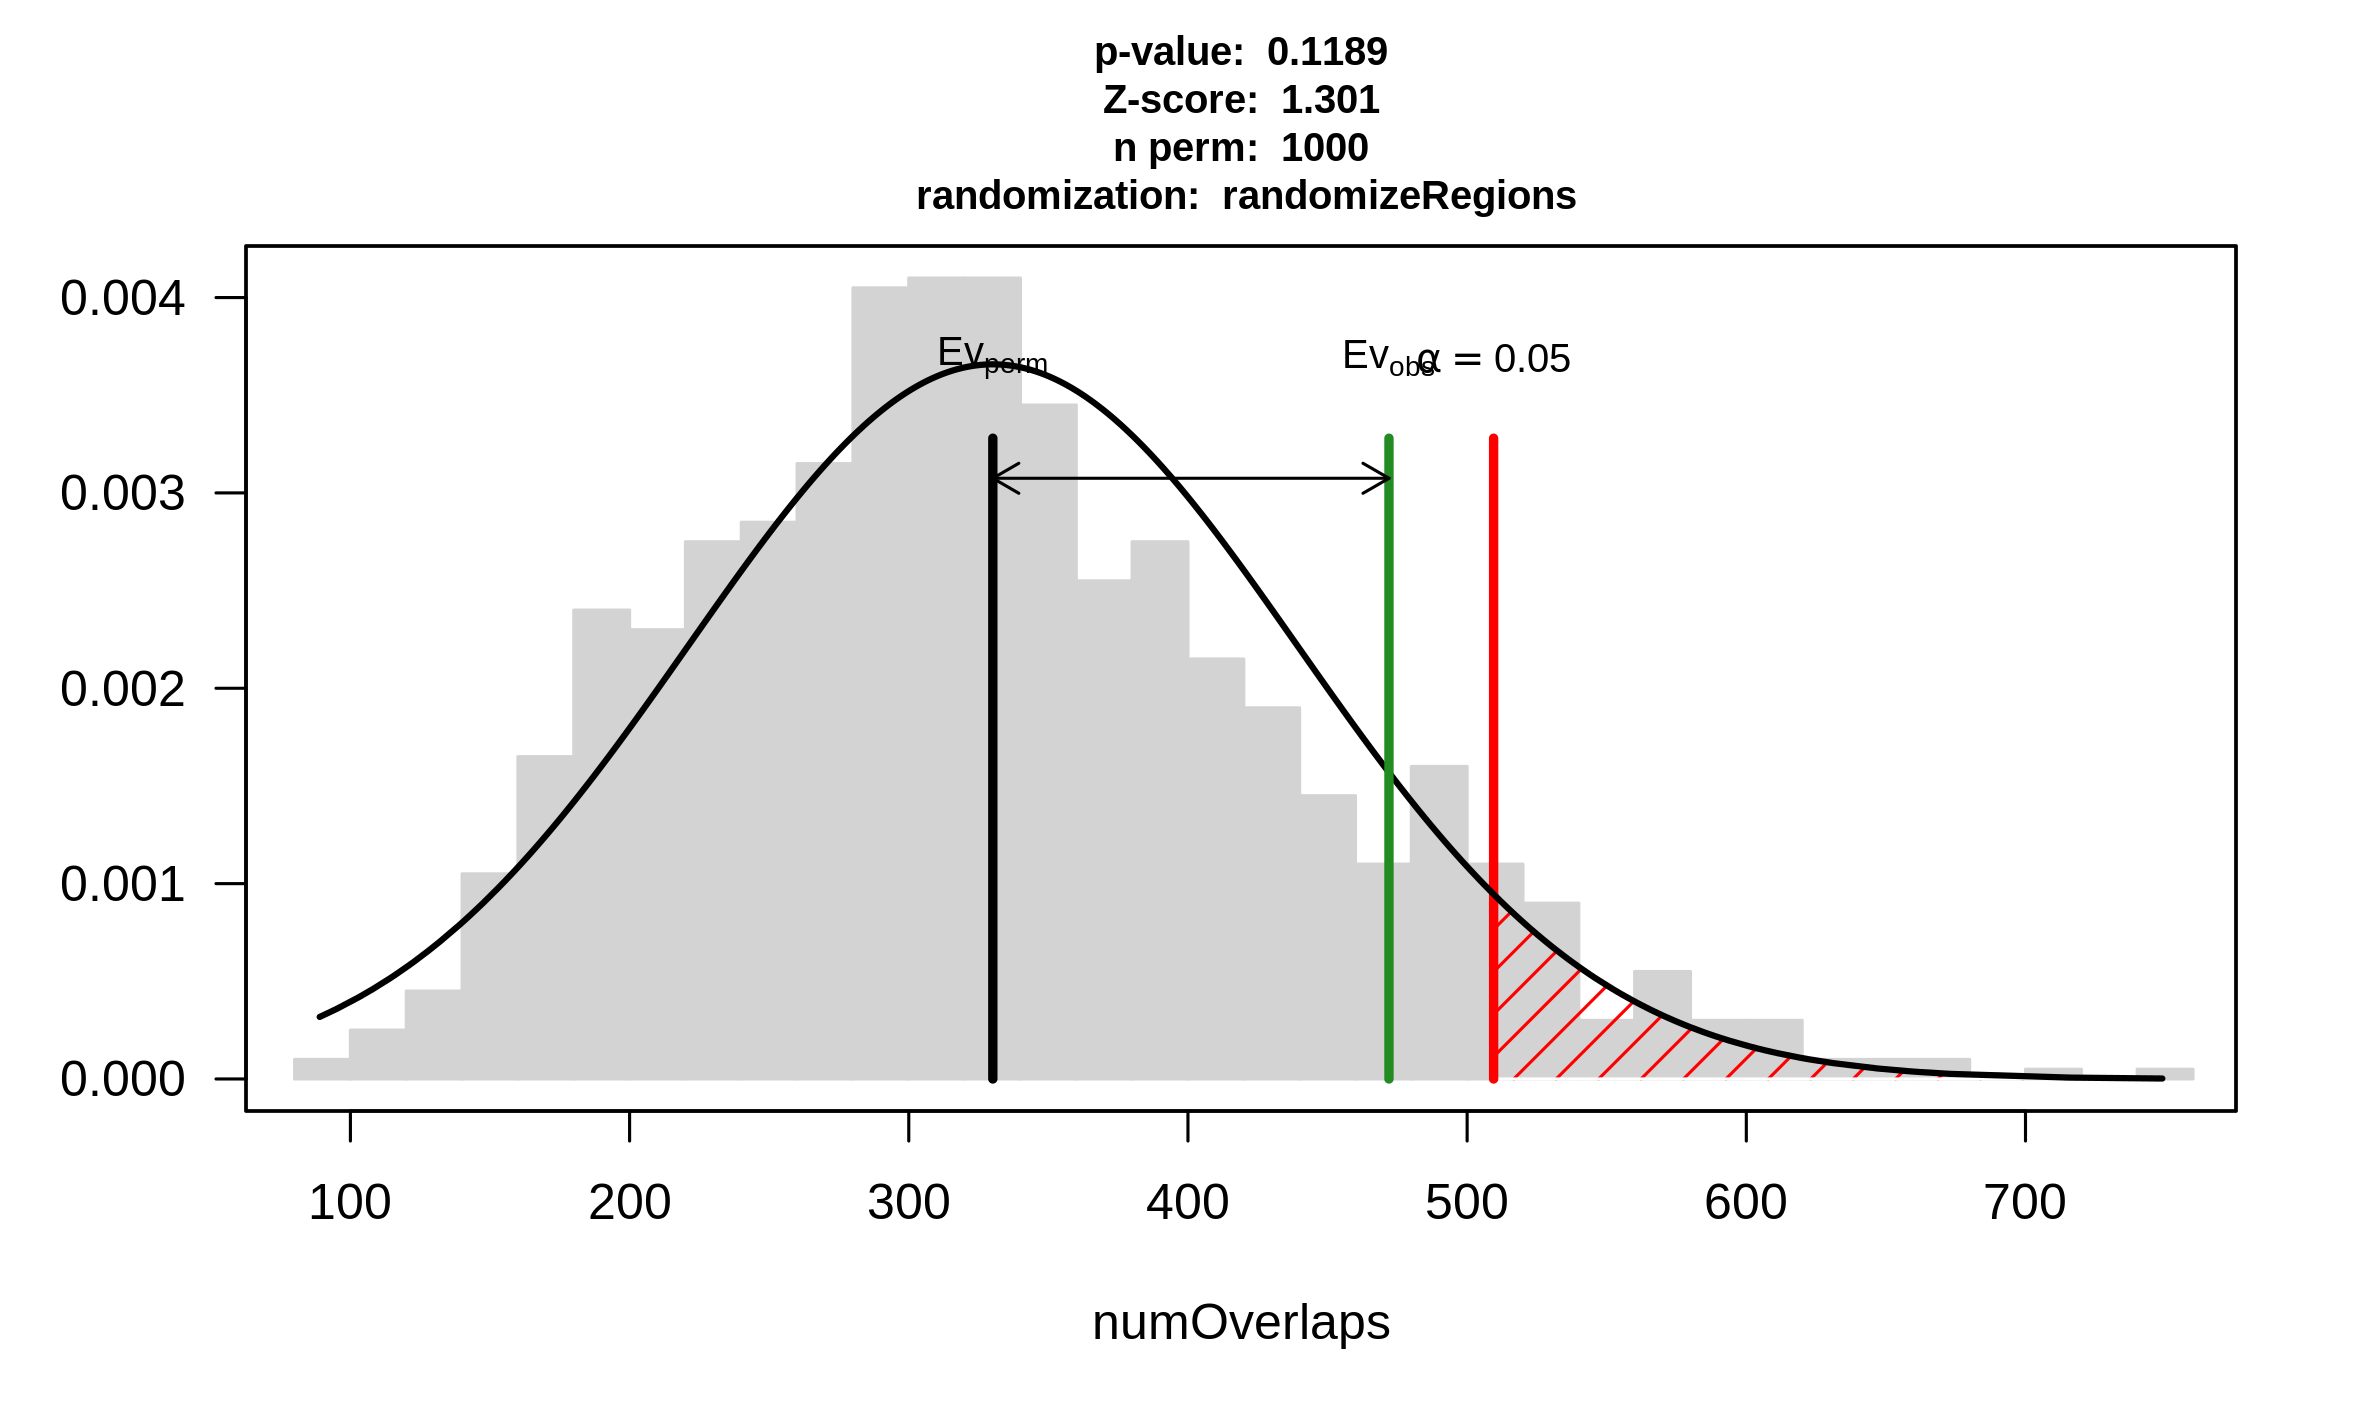 p-value: 0.1189
Z-score: 1.301
n perm: 1000
randomization: randomizeRegions
0.004
0.003
0.002
0.001
0.000
Evperm
Evobs
α = 0.05
100 200 300 400 500 600 700
numOverlaps